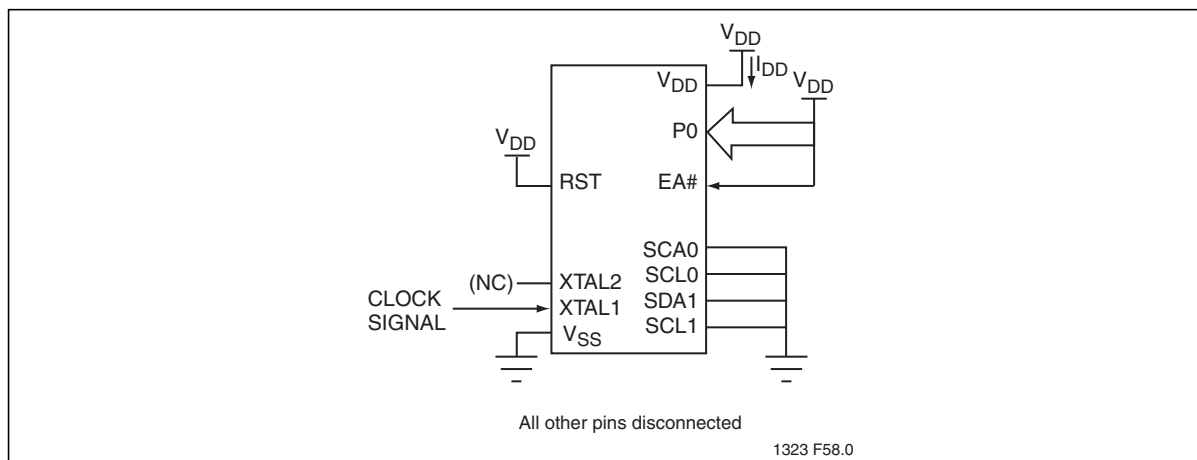 VDD
IDD
VDD
VDD
P0
VDD
RST
EA#
SCA0
(NC)
XTAL2
SCL0
CLOCK
SIGNAL
XTAL1
SDA1
VSS
SCL1
All other pins disconnected
1323 F58.0